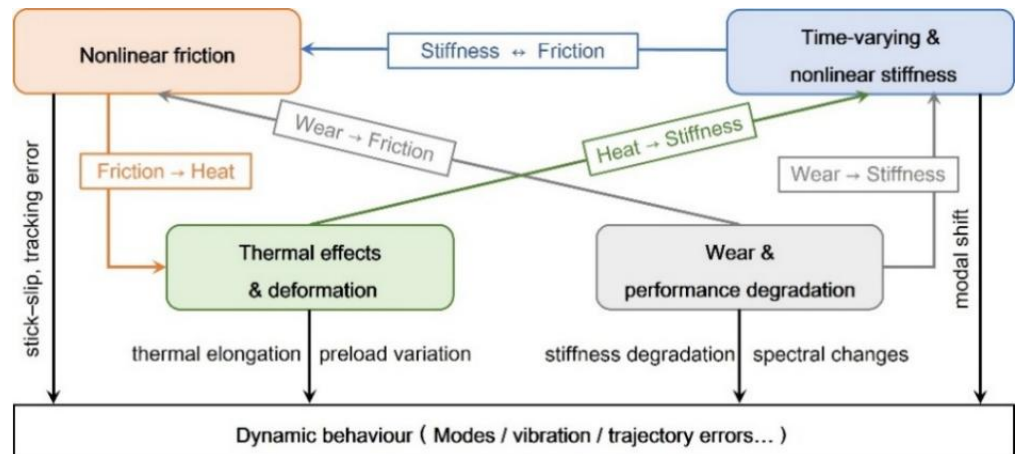 Nonlinear friction
Stiffness ↔ Friction
Time-varying &
nonlinear stiffness
Wear → Friction
Heat → Stiffness
Friction → Heat
Wear → Stiffness
stick–slip, tracking error
Thermal effects
& deformation
Wear &
performance degradation
modal shift
thermal elongation
preload variation
stiffness degradation
spectral changes
Dynamic behaviour ( Modes / vibration / trajectory errors... )